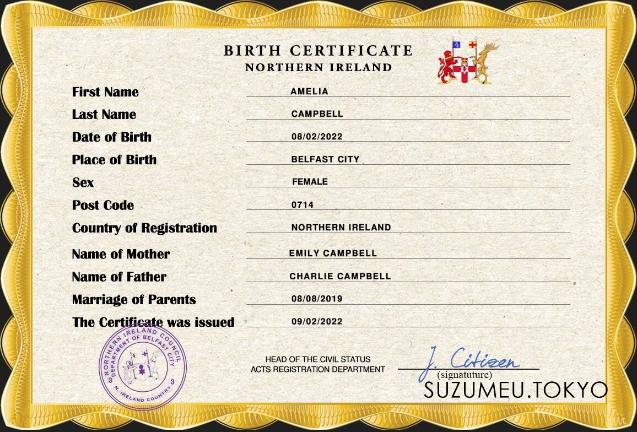 BIRTH CERTIFICATE
NORTHERN IRELAND
First Name AMELIA
Last Name CAMPBELL
Date of Birth 08/02/2022
Place of Birth BELFAST CITY
Sex FEMALE
Post Code 0714
Country of Registration NORTHERN IRELAND
Name of Mother EMILY CAMPBELL
Name of Father CHARLIE CAMPBELL
Marriage of Parents 08/08/2019
The Certificate was issued 09/02/2022
NORTHERN IRELAND COUNCIL
DEPARTMENT OF BELFAST CITY
N. IRELAND COUNTRY
HEAD OF THE CIVIL STATUS
ACTS REGISTRATION DEPARTMENT
J. Citizen
(signatuture)
SUZUMEU.TOKYO